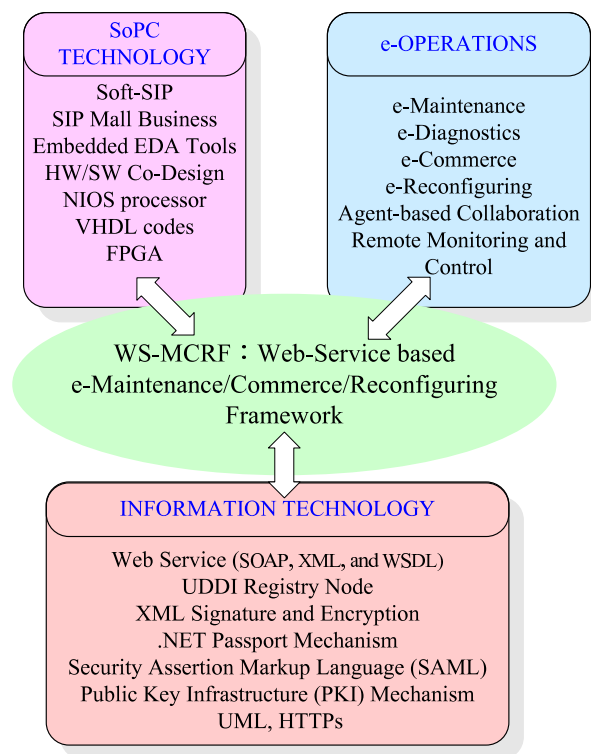 SoPC
TECHNOLOGY
Soft-SIP
SIP Mall Business
Embedded EDA Tools
HW/SW Co-Design
NIOS processor
VHDL codes
FPGA
e-OPERATIONS
e-Maintenance
e-Diagnostics
e-Commerce
e-Reconfiguring
Agent-based Collaboration
Remote Monitoring and
Control
WS-MCRF：Web-Service based
e-Maintenance/Commerce/Reconfiguring
Framework
INFORMATION TECHNOLOGY
Web Service (SOAP, XML, and WSDL)
UDDI Registry Node
XML Signature and Encryption
.NET Passport Mechanism
Security Assertion Markup Language (SAML)
Public Key Infrastructure (PKI) Mechanism
UML, HTTPs